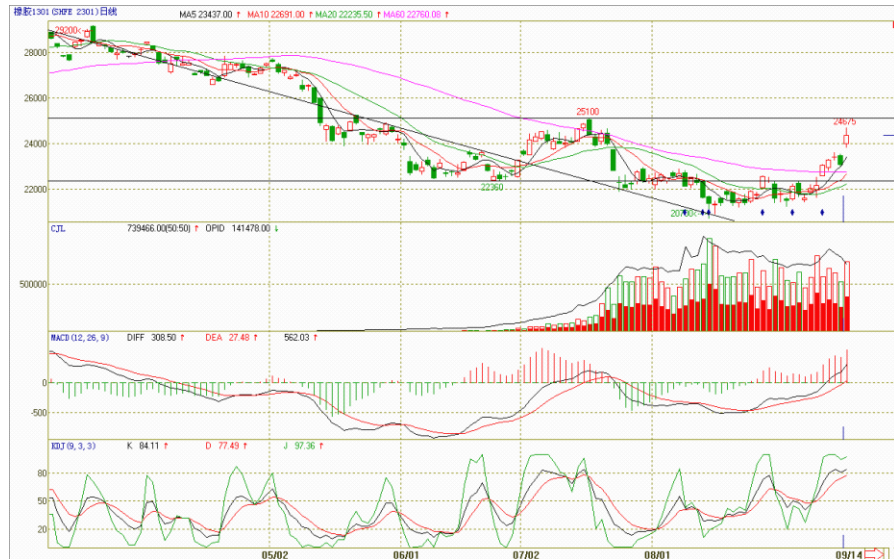 橡胶1301(SHFE 2301)日线 MA5 23437.00 ↑ MA10 22691.00 ↑ MA20 22235.50 ↑ MA60 22760.08 ↑
29200
28000
26000
25100
24675
24000
22360
22000
CJL 739466.00(50:50) ↑ OPID 141478.00 ↓
500000
MACD(12,26,9) DIFF 308.50 ↑ DEA 27.48 ↑ 562.03 ↑
0
-500
KDJ(9,3,3) K 84.11 ↑ D 77.49 ↑ J 97.36 ↑
80
50
20
05/02 06/01 07/02 08/01 09/14